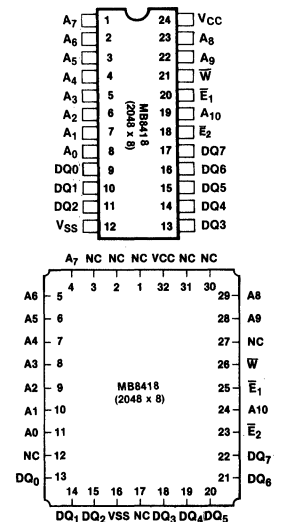 A7 1 24 VCC
A6 2 23 A8
A5 3 22 A9
A4 4 21 W̅
A3 5 20 E̅1
A2 6 19 A10
A1 7 18 E̅2
A0 8 17 DQ7
DQ0 9 16 DQ6
DQ1 10 15 DQ5
DQ2 11 14 DQ4
VSS 12 13 DQ3
MB8418
(2048 x 8)
A7 NC NC NC VCC NC NC
4 3 2 1 32 31 30
A6 5 29 A8
A5 6 28 A9
A4 7 27 NC
A3 8 26 W̅
A2 9 25 E̅1
A1 10 24 A10
A0 11 23 E̅2
NC 12 22 DQ7
DQ0 13 21 DQ6
MB8418
(2048 x 8)
14 15 16 17 18 19 20
DQ1 DQ2 VSS NC DQ3 DQ4 DQ5